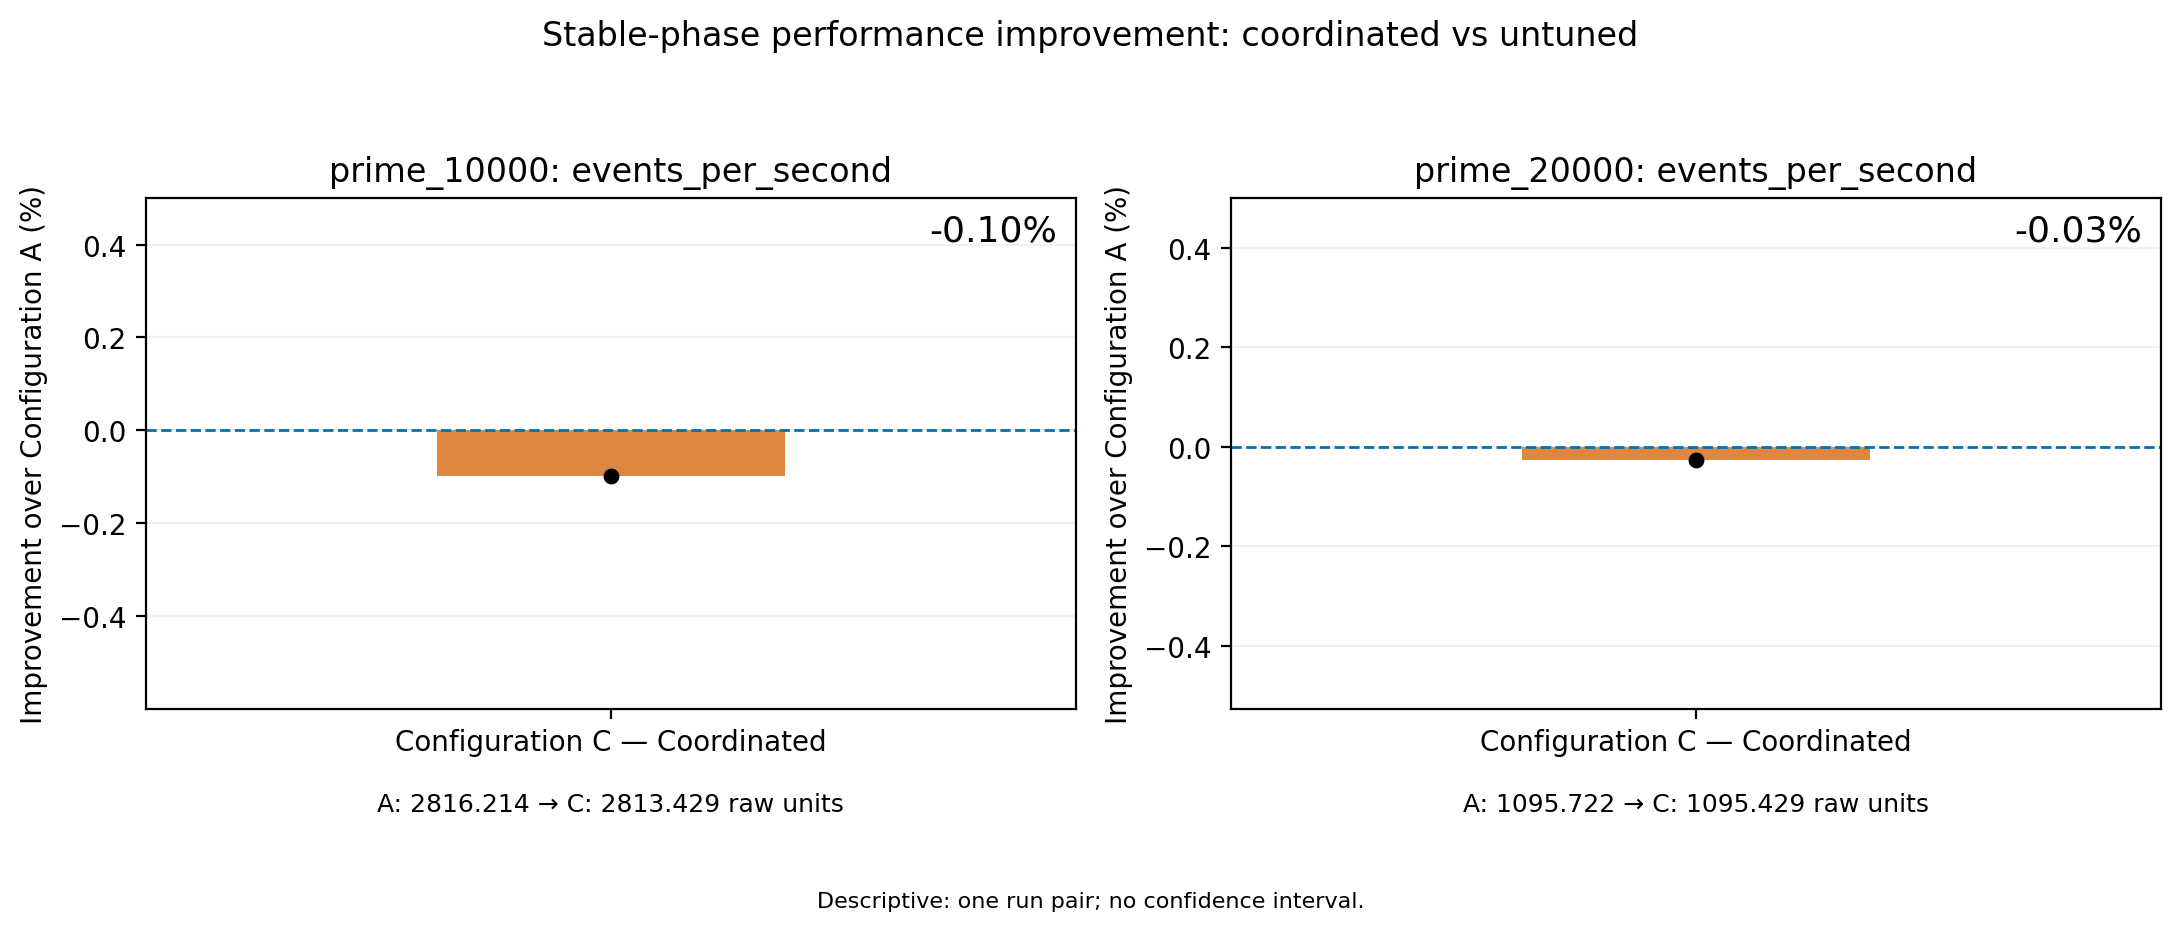 Stable-phase performance improvement: coordinated vs untuned
prime_10000: events_per_second
Improvement over Configuration A (%)
0.4
0.2
0.0
−0.2
−0.4
-0.10%
Configuration C — Coordinated
A: 2816.214 → C: 2813.429 raw units
prime_20000: events_per_second
Improvement over Configuration A (%)
0.4
0.2
0.0
−0.2
−0.4
-0.03%
Configuration C — Coordinated
A: 1095.722 → C: 1095.429 raw units
Descriptive: one run pair; no confidence interval.